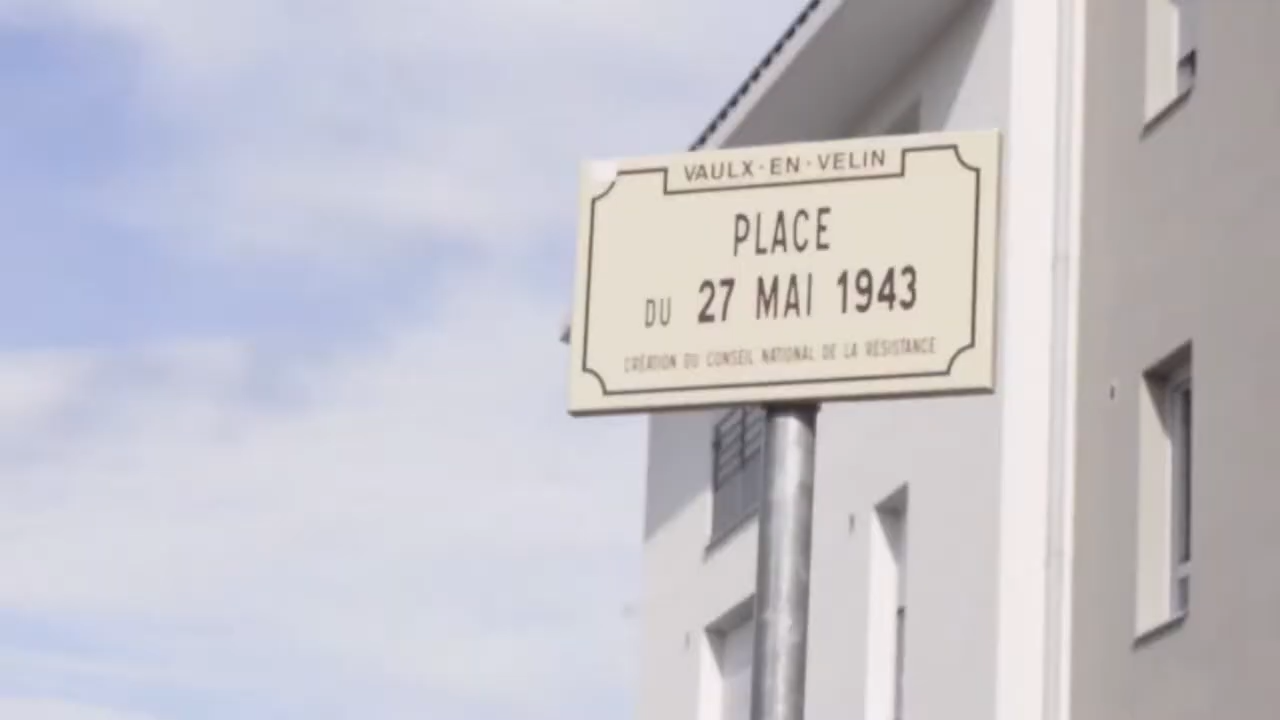 VAULX·EN·VELIN
PLACE
DU 27 MAI 1943
CRÉATION DU CONSEIL NATIONAL DE LA RÉSISTANCE